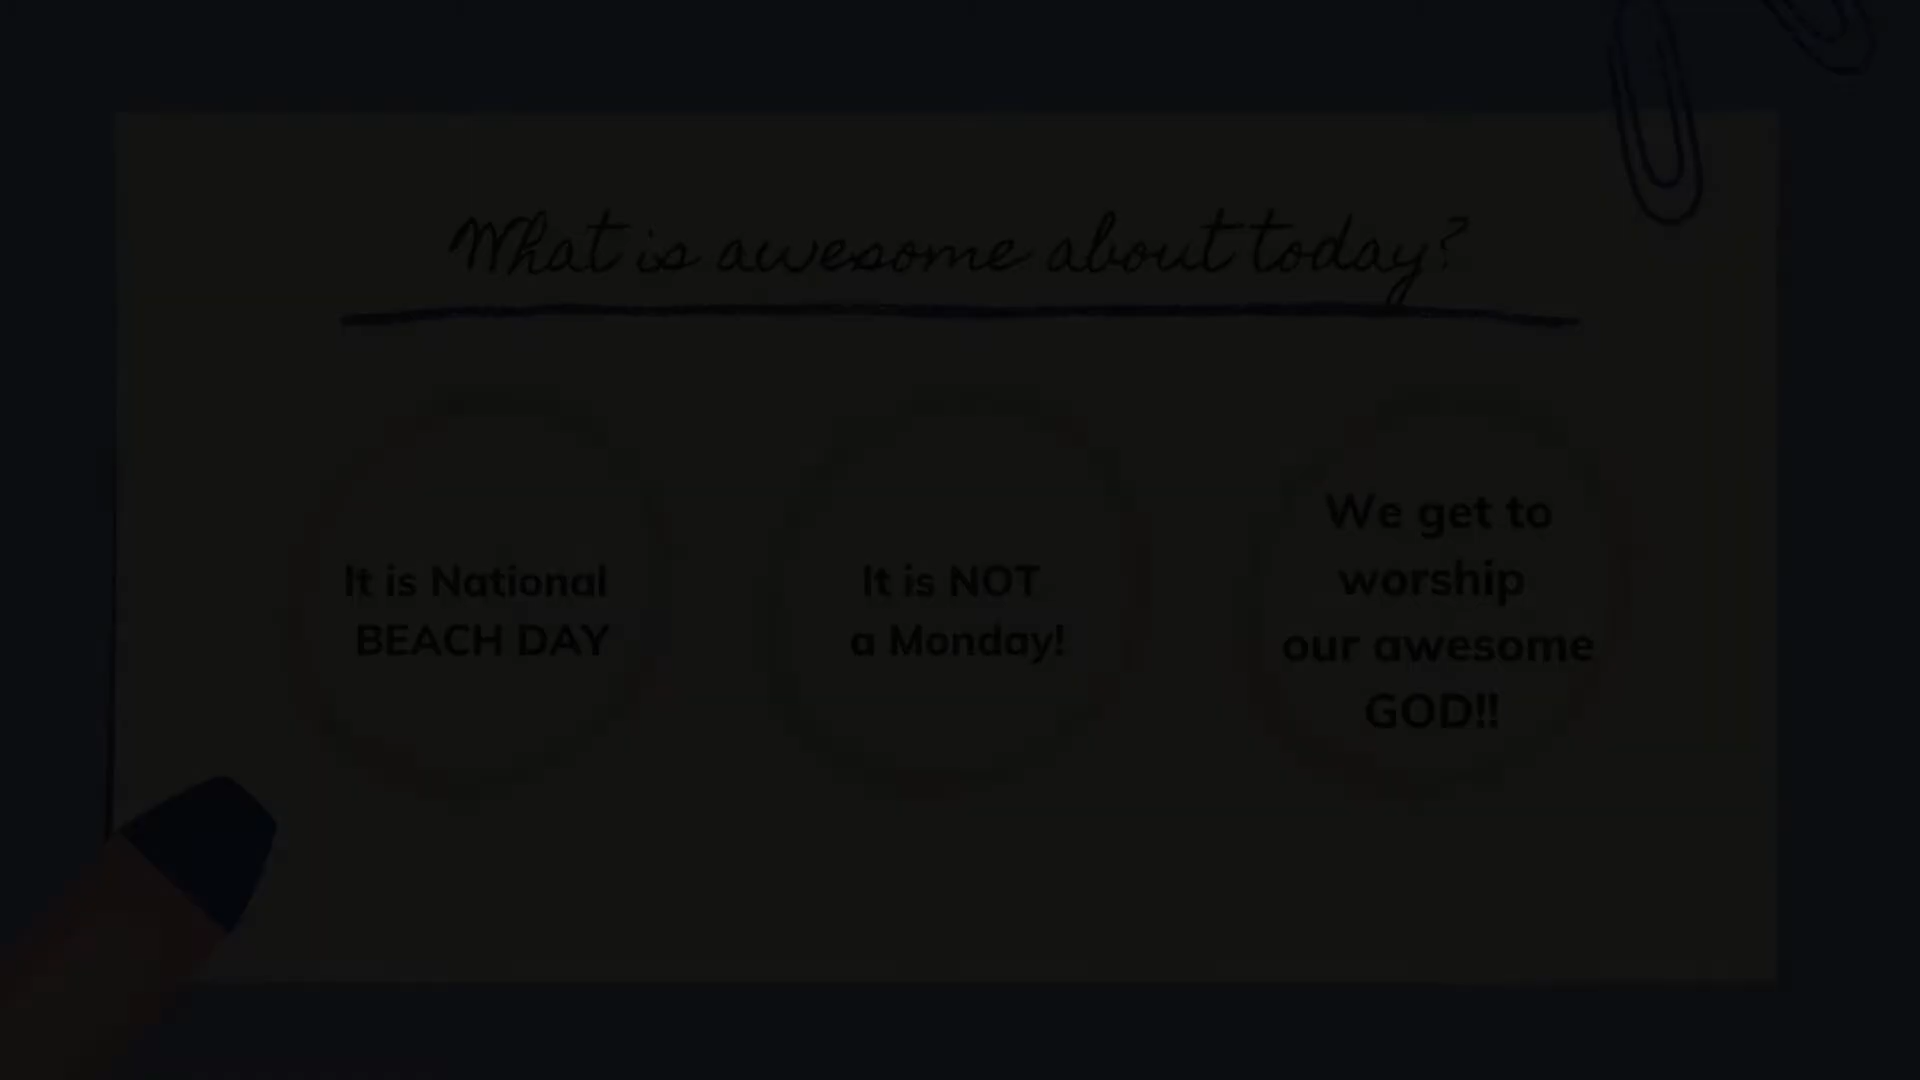 What is awesome about today?
It is National
BEACH DAY
It is NOT
a Monday!
We get to
worship
our awesome
GOD!!